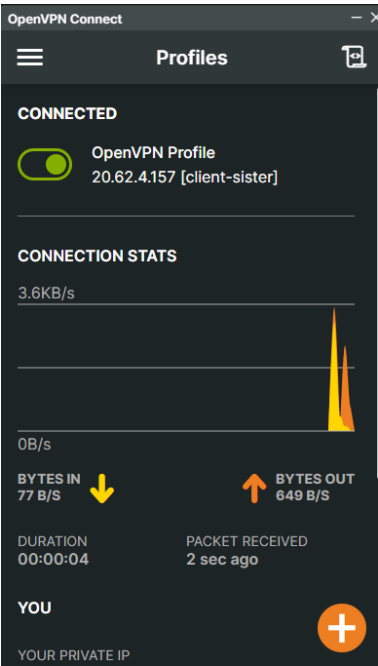 OpenVPN Connect
Profiles
CONNECTED
OpenVPN Profile
20.62.4.157 [client-sister]
CONNECTION STATS
3.6KB/s
0B/s
BYTES IN
77 B/S
BYTES OUT
649 B/S
DURATION
00:00:04
PACKET RECEIVED
2 sec ago
YOU
YOUR PRIVATE IP